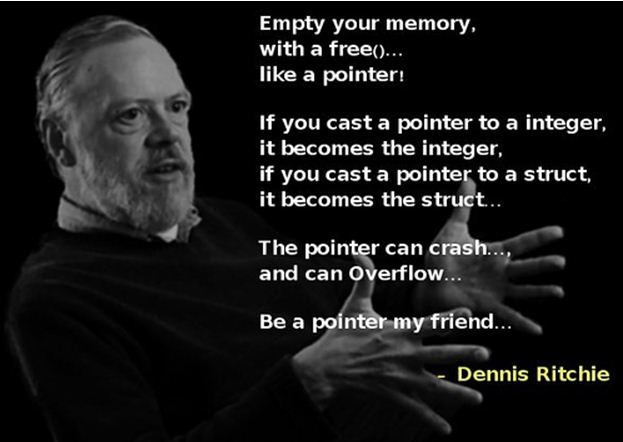 Empty your memory,
with a free()...
like a pointer!
If you cast a pointer to a integer,
it becomes the integer,
if you cast a pointer to a struct,
it becomes the struct...
The pointer can crash...,
and can Overflow...
Be a pointer my friend...
- Dennis Ritchie